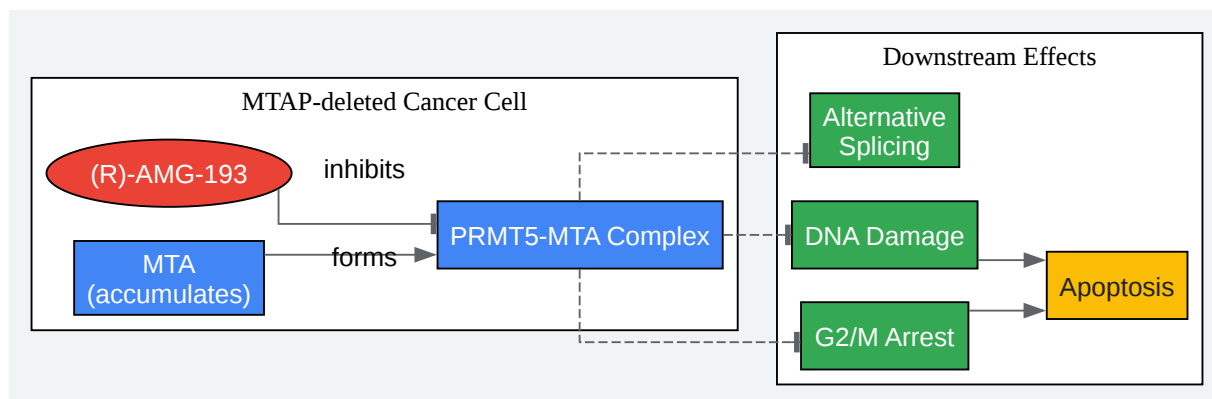 Downstream Effects
MTAP-deleted Cancer Cell
Alternative
Splicing
(R)-AMG-193
inhibits
PRMT5-MTA Complex
DNA Damage
MTA
(accumulates)
forms
Apoptosis
G2/M Arrest